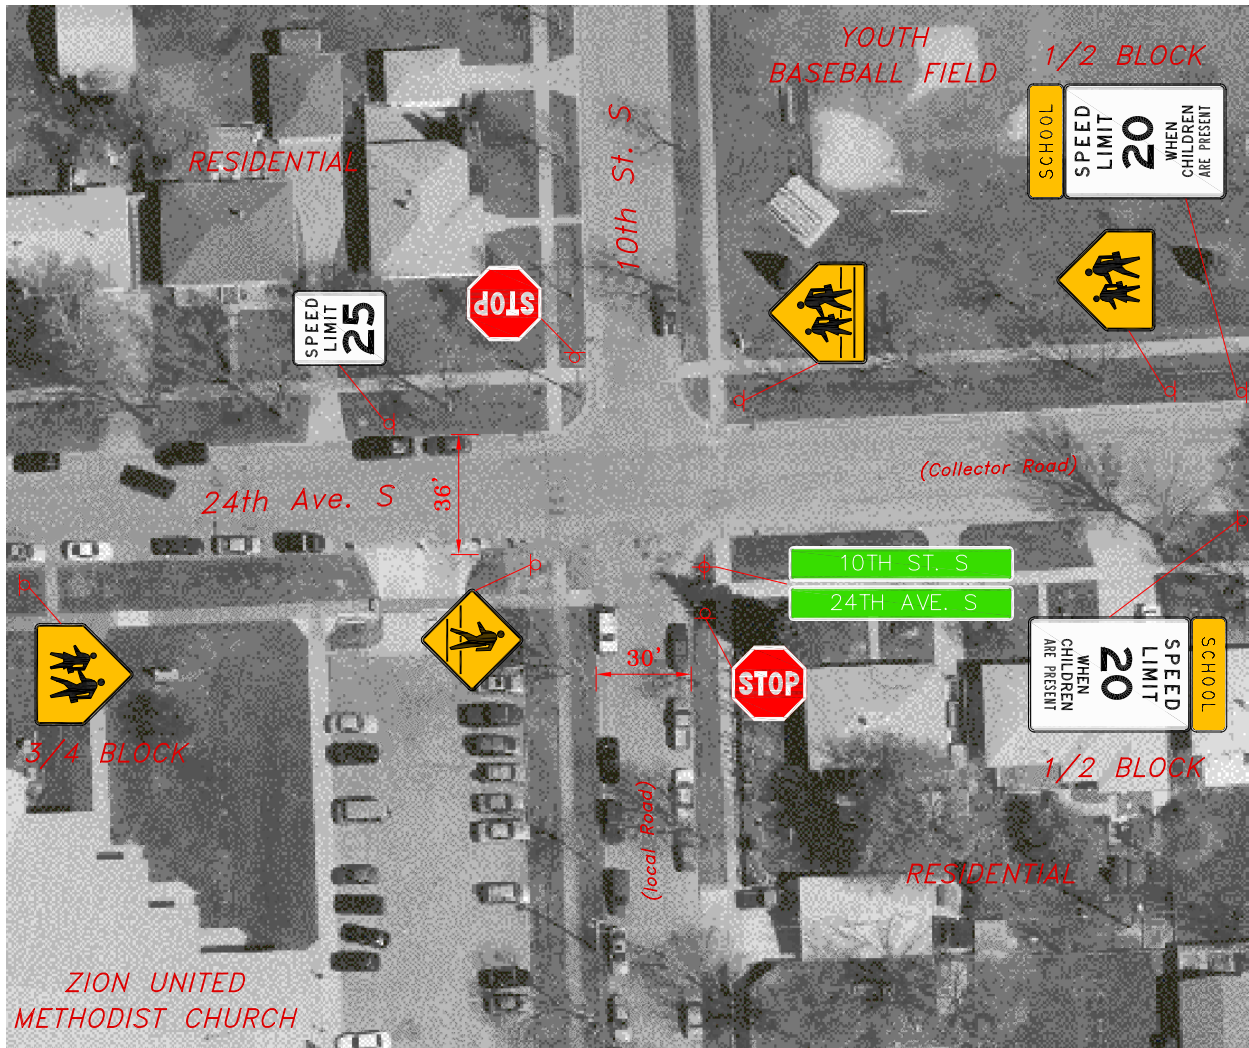 YOUTH
BASEBALL FIELD
1/2 BLOCK
SCHOOL
SPEED
LIMIT
20
WHEN
CHILDREN
ARE PRESENT
RESIDENTIAL
10th St. S
STOP
SPEED
LIMIT
25
(Collector Road)
24th Ave. S
36'
10TH ST. S
24TH AVE. S
30'
STOP
SCHOOL
SPEED
LIMIT
20
WHEN
CHILDREN
ARE PRESENT
3/4 BLOCK
1/2 BLOCK
(local Road)
RESIDENTIAL
ZION UNITED
METHODIST CHURCH